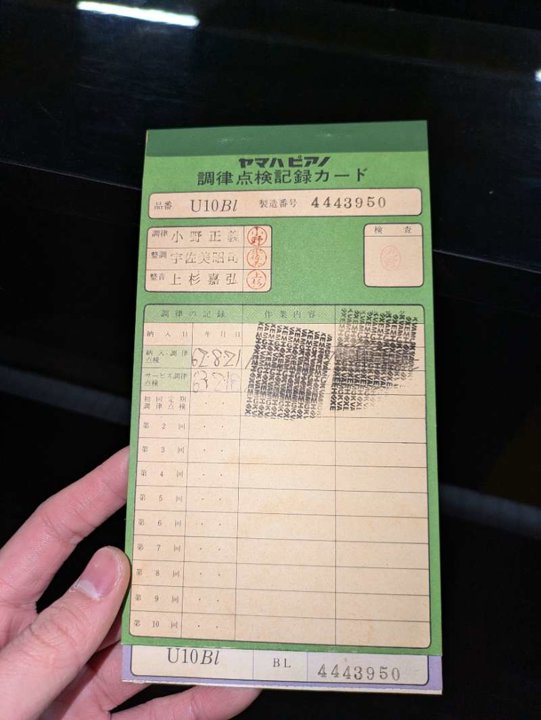 ヤマハピアノ
調律点検記録カード
品番 U10Bl 製造番号 4443950
調律 小野正義 小野
検査
整調 宇佐美昭司
整音 上杉嘉弘 上杉
調律の記録 作業内容
納入日 年 月 日
納入調律点検
サービス調律点検
初回定期調律点検
第2回
第3回
第4回
第5回
第6回
第7回
第8回
第9回
第10回
U10Bl BL 4443950